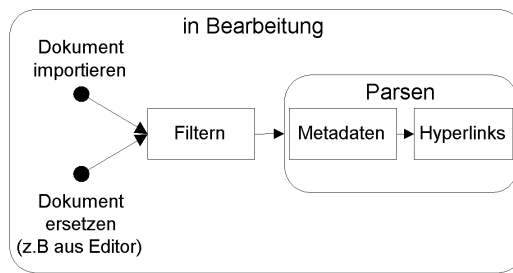 in Bearbeitung
Dokument
importieren
Parsen
Filtern
Metadaten
Hyperlinks
Dokument
ersetzen
(z.B aus Editor)